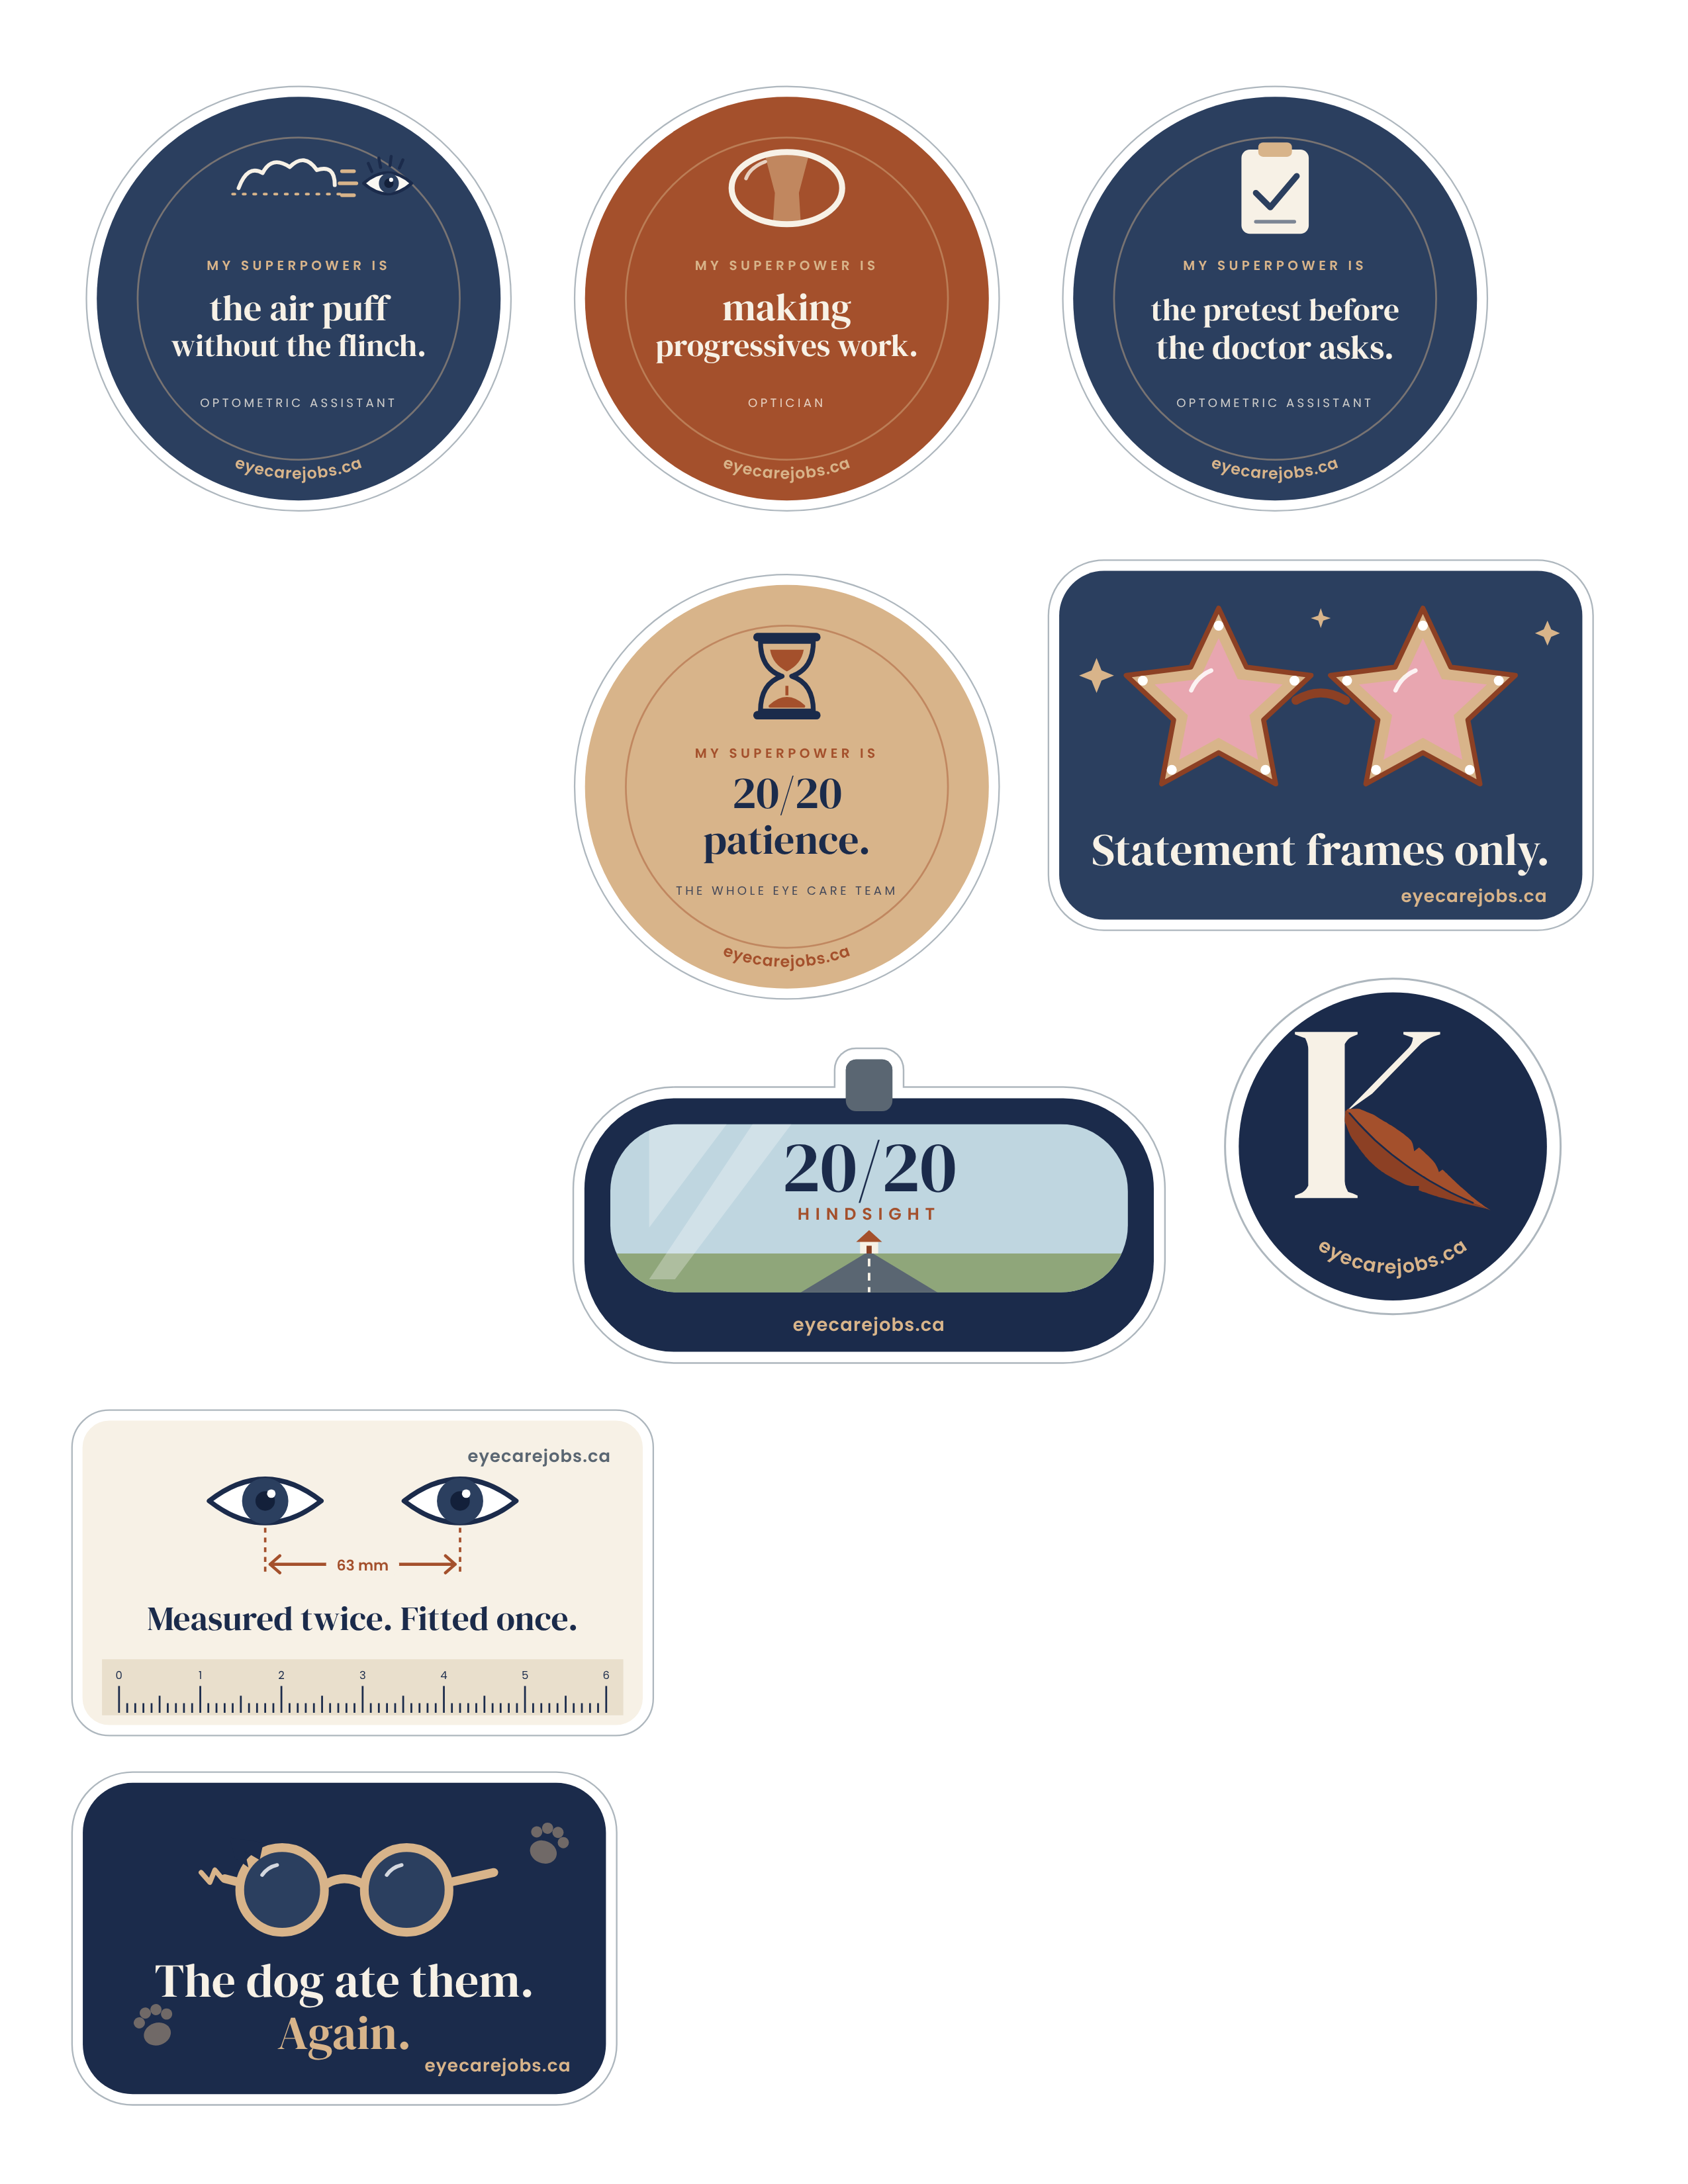 MY SUPERPOWER IS
the air puff
without the flinch.
OPTOMETRIC ASSISTANT
eyecarejobs.ca
MY SUPERPOWER IS
making
progressives work.
OPTICIAN
eyecarejobs.ca
MY SUPERPOWER IS
the pretest before
the doctor asks.
OPTOMETRIC ASSISTANT
eyecarejobs.ca
MY SUPERPOWER IS
20/20
patience.
THE WHOLE EYE CARE TEAM
eyecarejobs.ca
Statement frames only.
eyecarejobs.ca
20/20
HINDSIGHT
eyecarejobs.ca
K
eyecarejobs.ca
eyecarejobs.ca
63 mm
Measured twice. Fitted once.
0 1 2 3 4 5 6
The dog ate them.
Again.
eyecarejobs.ca